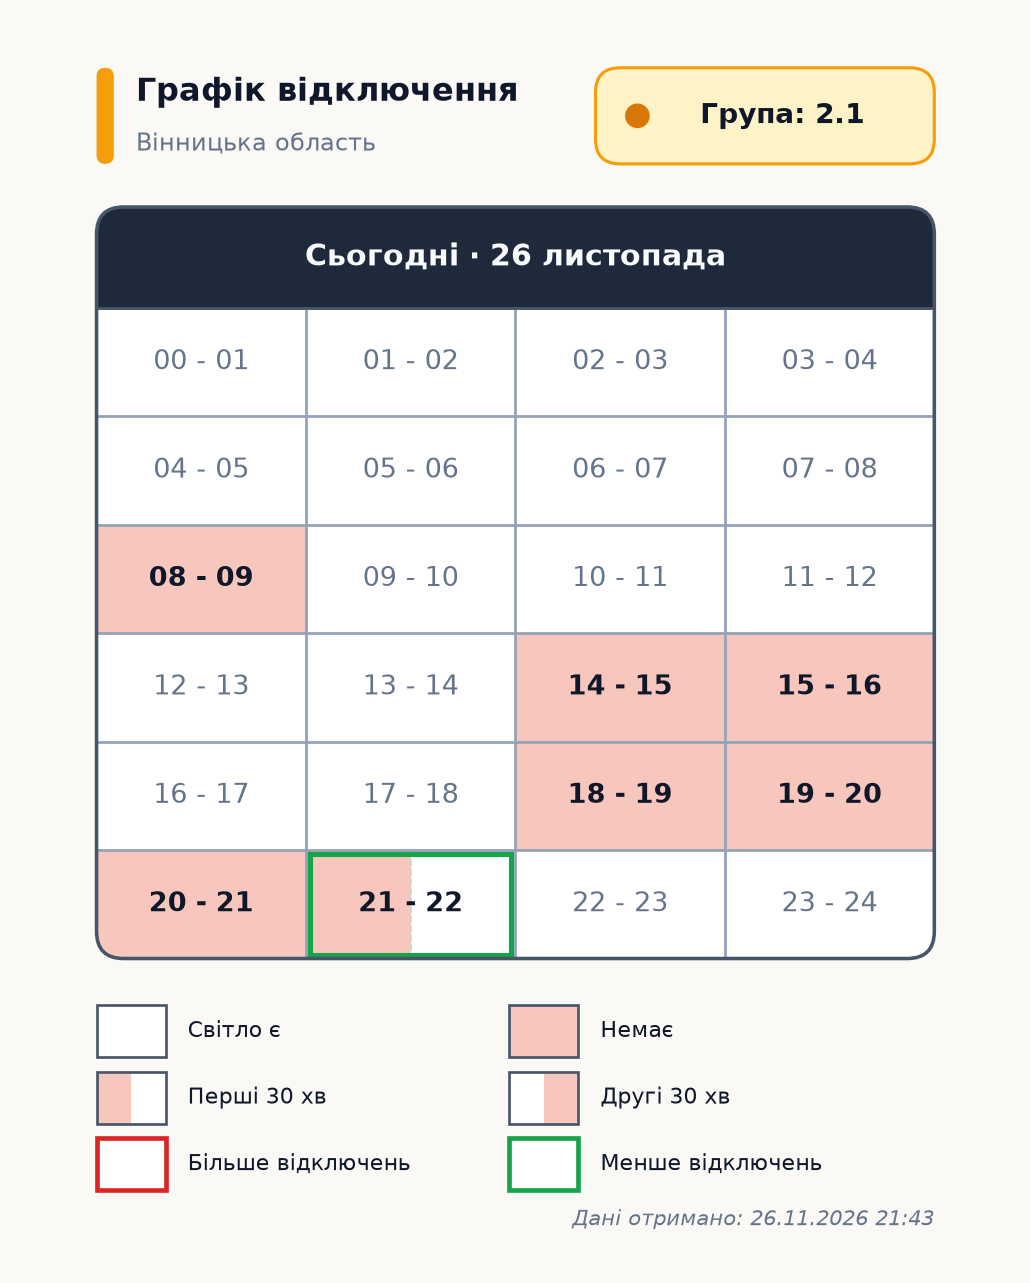 Графік відключення
Вінницька область
Група: 2.1
Сьогодні · 26 листопада
00 - 01 01 - 02 02 - 03 03 - 04
04 - 05 05 - 06 06 - 07 07 - 08
08 - 09 09 - 10 10 - 11 11 - 12
12 - 13 13 - 14 14 - 15 15 - 16
16 - 17 17 - 18 18 - 19 19 - 20
20 - 21 21 - 22 22 - 23 23 - 24
Світло є Немає
Перші 30 хв Другі 30 хв
Більше відключень Менше відключень
Дані отримано: 26.11.2026 21:43